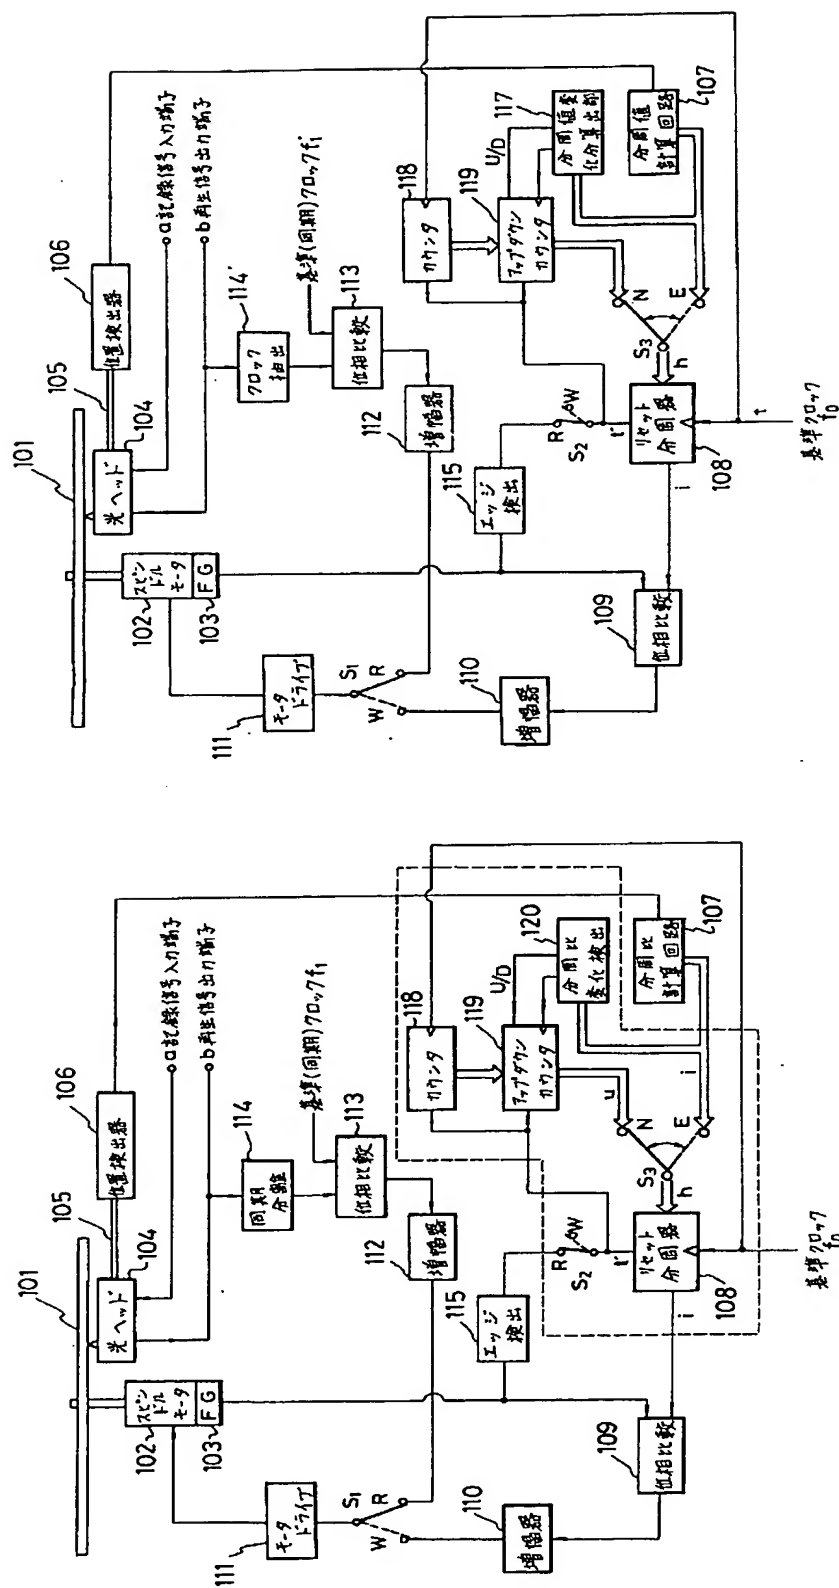 101
102
スピンドルモータ
103
FG
104
光ヘッド
105
106
位置検出器
a記録信号入力端子
b再生信号出力端子
114'
クロック抽出
基準(同期)クロックf1
113
位相比較
112
増幅器
111
モータドライブ
S1
R
W
110
増幅器
109
位相比較
115
エッジ検出
R
W
S2
118
カウンタ
119
アップダウンカウンタ
U/D
117
107
分周値計算回路
N
E
S3
h
リセット分周器
108
i
基準クロック
f0
101
102
スピンドルモータ
103
FG
104
光ヘッド
105
106
位置検出器
a記録信号入力端子
b再生信号出力端子
114
同期分離
基準(同期)クロックf1
113
位相比較
112
増幅器
111
モータドライブ
S1
R
W
110
増幅器
109
位相比較
115
エッジ検出
R
W
S2
118
カウンタ
119
アップダウンカウンタ
U/D
120
分周比変化検出
107
分周比計算回路
u
i
N
E
S3
h
リセット分周器
108
i
基準クロック
f0